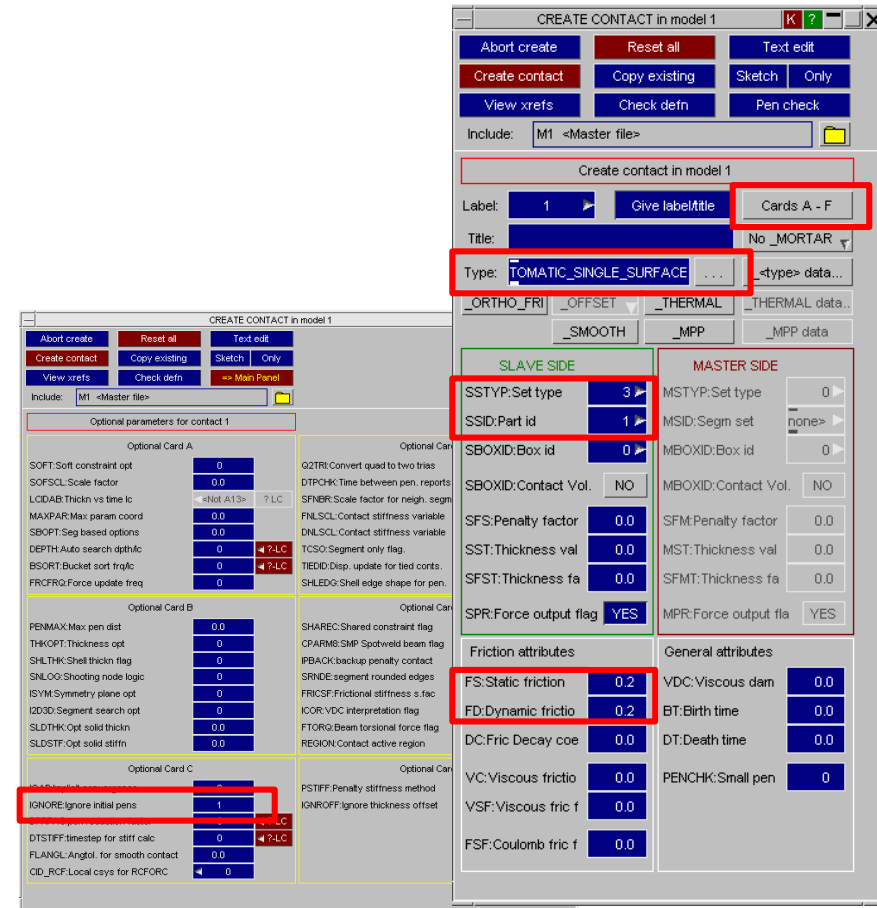 CREATE CONTACT in model 1 K ?
Abort create Reset all Text edit
Create contact Copy existing Sketch Only
View xrefs Check defn Pen check
Include: M1 <Master file>
Create contact in model 1
Label: 1 Give label/title Cards A - F
Title: No _MORTAR
Type: TOMATIC_SINGLE_SURFACE ... _<type> data...
_ORTHO_FRI _OFFSET _THERMAL _THERMAL data..
_SMOOTH _MPP _MPP data
SLAVE SIDE MASTER SIDE
SSTYP:Set type 3 MSTYP:Set type 0
SSID:Part id 1 MSID:Segm set none>
SBOXID:Box id 0 MBOXID:Box id 0
SBOXID:Contact Vol. NO MBOXID:Contact Vol. NO
SFS:Penalty factor 0.0 SFM:Penalty factor 0.0
SST:Thickness val 0.0 MST:Thickness val 0.0
SFST:Thickness fa 0.0 SFMT:Thickness fa 0.0
SPR:Force output flag YES MPR:Force output fla YES
Friction attributes General attributes
FS:Static friction 0.2 VDC:Viscous dam 0.0
FD:Dynamic frictio 0.2 BT:Birth time 0.0
DC:Fric Decay coe 0.0 DT:Death time 0.0
VC:Viscous frictio 0.0 PENCHK:Small pen 0
VSF:Viscous fric f 0.0
FSF:Coulomb fric f 0.0
CREATE CONTACT in model 1
Abort create Reset all Text edit
Create contact Copy existing Sketch Only
View xrefs Check defn => Main Panel
Include: M1 <Master file>
Optional parameters for contact 1
Optional Card A Optional Car
SOFT:Soft constraint opt 0 Q2TRI:Convert quad to two trias
SOFSCL:Scale factor 0.0 DTPCHK:Time between pen. reports
LCIDAB:Thickn vs time lc <Not A13> ? LC SFNBR:Scale factor for neigh. segm
MAXPAR:Max param coord 0.0 FNLSCL:Contact stiffness variable
SBOPT:Seg based options 0.0 DNLSCL:Contact stiffness variable
DEPTH:Auto search dpth/lc 0 ?-LC TCSO:Segment only flag.
BSORT:Bucket sort frq/lc 0 ?-LC TIEDID:Disp. update for tied conts.
FRCFRQ:Force update freq 0 SHLEDG:Shell edge shape for pen.
Optional Card B Optional Car
PENMAX:Max pen dist 0.0 SHAREC:Shared constraint flag
THKOPT:Thickness opt 0 CPARM8:SMP Spotweld beam flag
SHLTHK:Shell thickn flag 0 IPBACK:backup penalty contact
SNLOG:Shooting node logic 0 SRNDE:segment rounded edges
ISYM:Symmetry plane opt 0 FRICSF:Frictional stiffness s.fac
I2D3D:Segment search opt 0 ICOR:VDC interpretation flag
SLDTHK:Opt solid thickn 0.0 FTORQ:Beam torsional force flag
SLDSTF:Opt solid stiffn 0.0 REGION:Contact active region
Optional Card C Optional Car
PSTIFF:Penalty stiffness method
IGNORE:Ignore initial pens 1 IGNROFF:Ignore thickness offset
?-LC
DTSTIFF:timestep for stiff calc 0 ?-LC
FLANGL:Angtol. for smooth contact 0.0
CID_RCF:Local csys for RCFORC 0